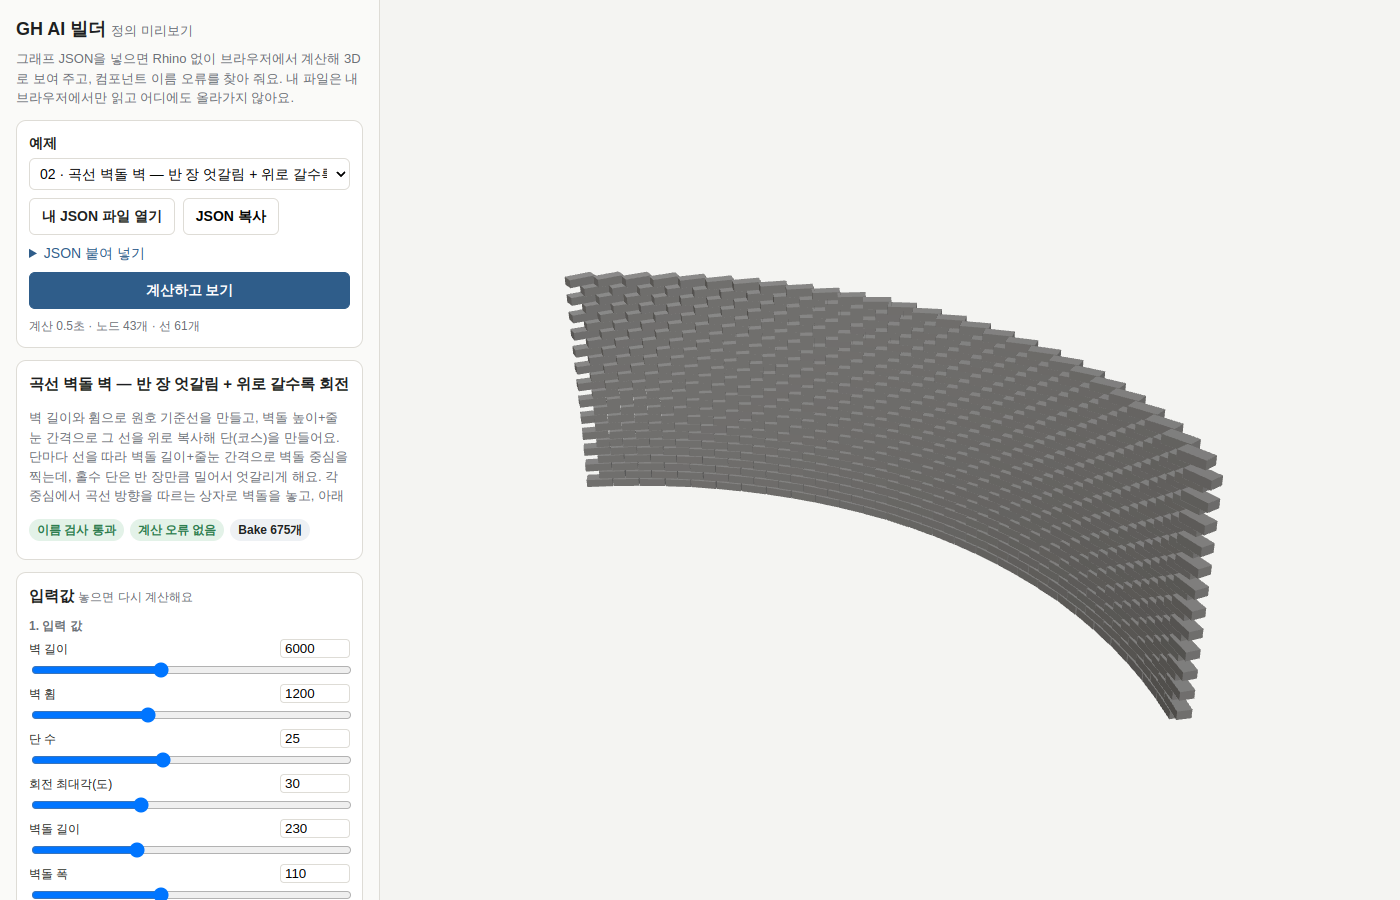 GH AI 빌더 정의 미리보기
그래프 JSON을 넣으면 Rhino 없이 브라우저에서 계산해 3D
로 보여 주고, 컴포넌트 이름 오류를 찾아 줘요. 내 파일은 내
브라우저에서만 읽고 어디에도 올라가지 않아요.
예제
02 · 곡선 벽돌 벽 — 반 장 엇갈림 + 위로 갈수록
내 JSON 파일 열기
JSON 복사
JSON 붙여 넣기
계산하고 보기
계산 0.5초 · 노드 43개 · 선 61개
곡선 벽돌 벽 — 반 장 엇갈림 + 위로 갈수록 회전
벽 길이와 휨으로 원호 기준선을 만들고, 벽돌 높이+줄
눈 간격으로 그 선을 위로 복사해 단(코스)을 만들어요.
단마다 선을 따라 벽돌 길이+줄눈 간격으로 벽돌 중심을
찍는데, 홀수 단은 반 장만큼 밀어서 엇갈리게 해요. 각
중심에서 곡선 방향을 따르는 상자로 벽돌을 놓고, 아래
이름 검사 통과
계산 오류 없음
Bake 675개
입력값 놓으면 다시 계산해요
1. 입력 값
벽 길이 6000
벽 휨 1200
단 수 25
회전 최대각(도) 30
벽돌 길이 230
벽돌 폭 110